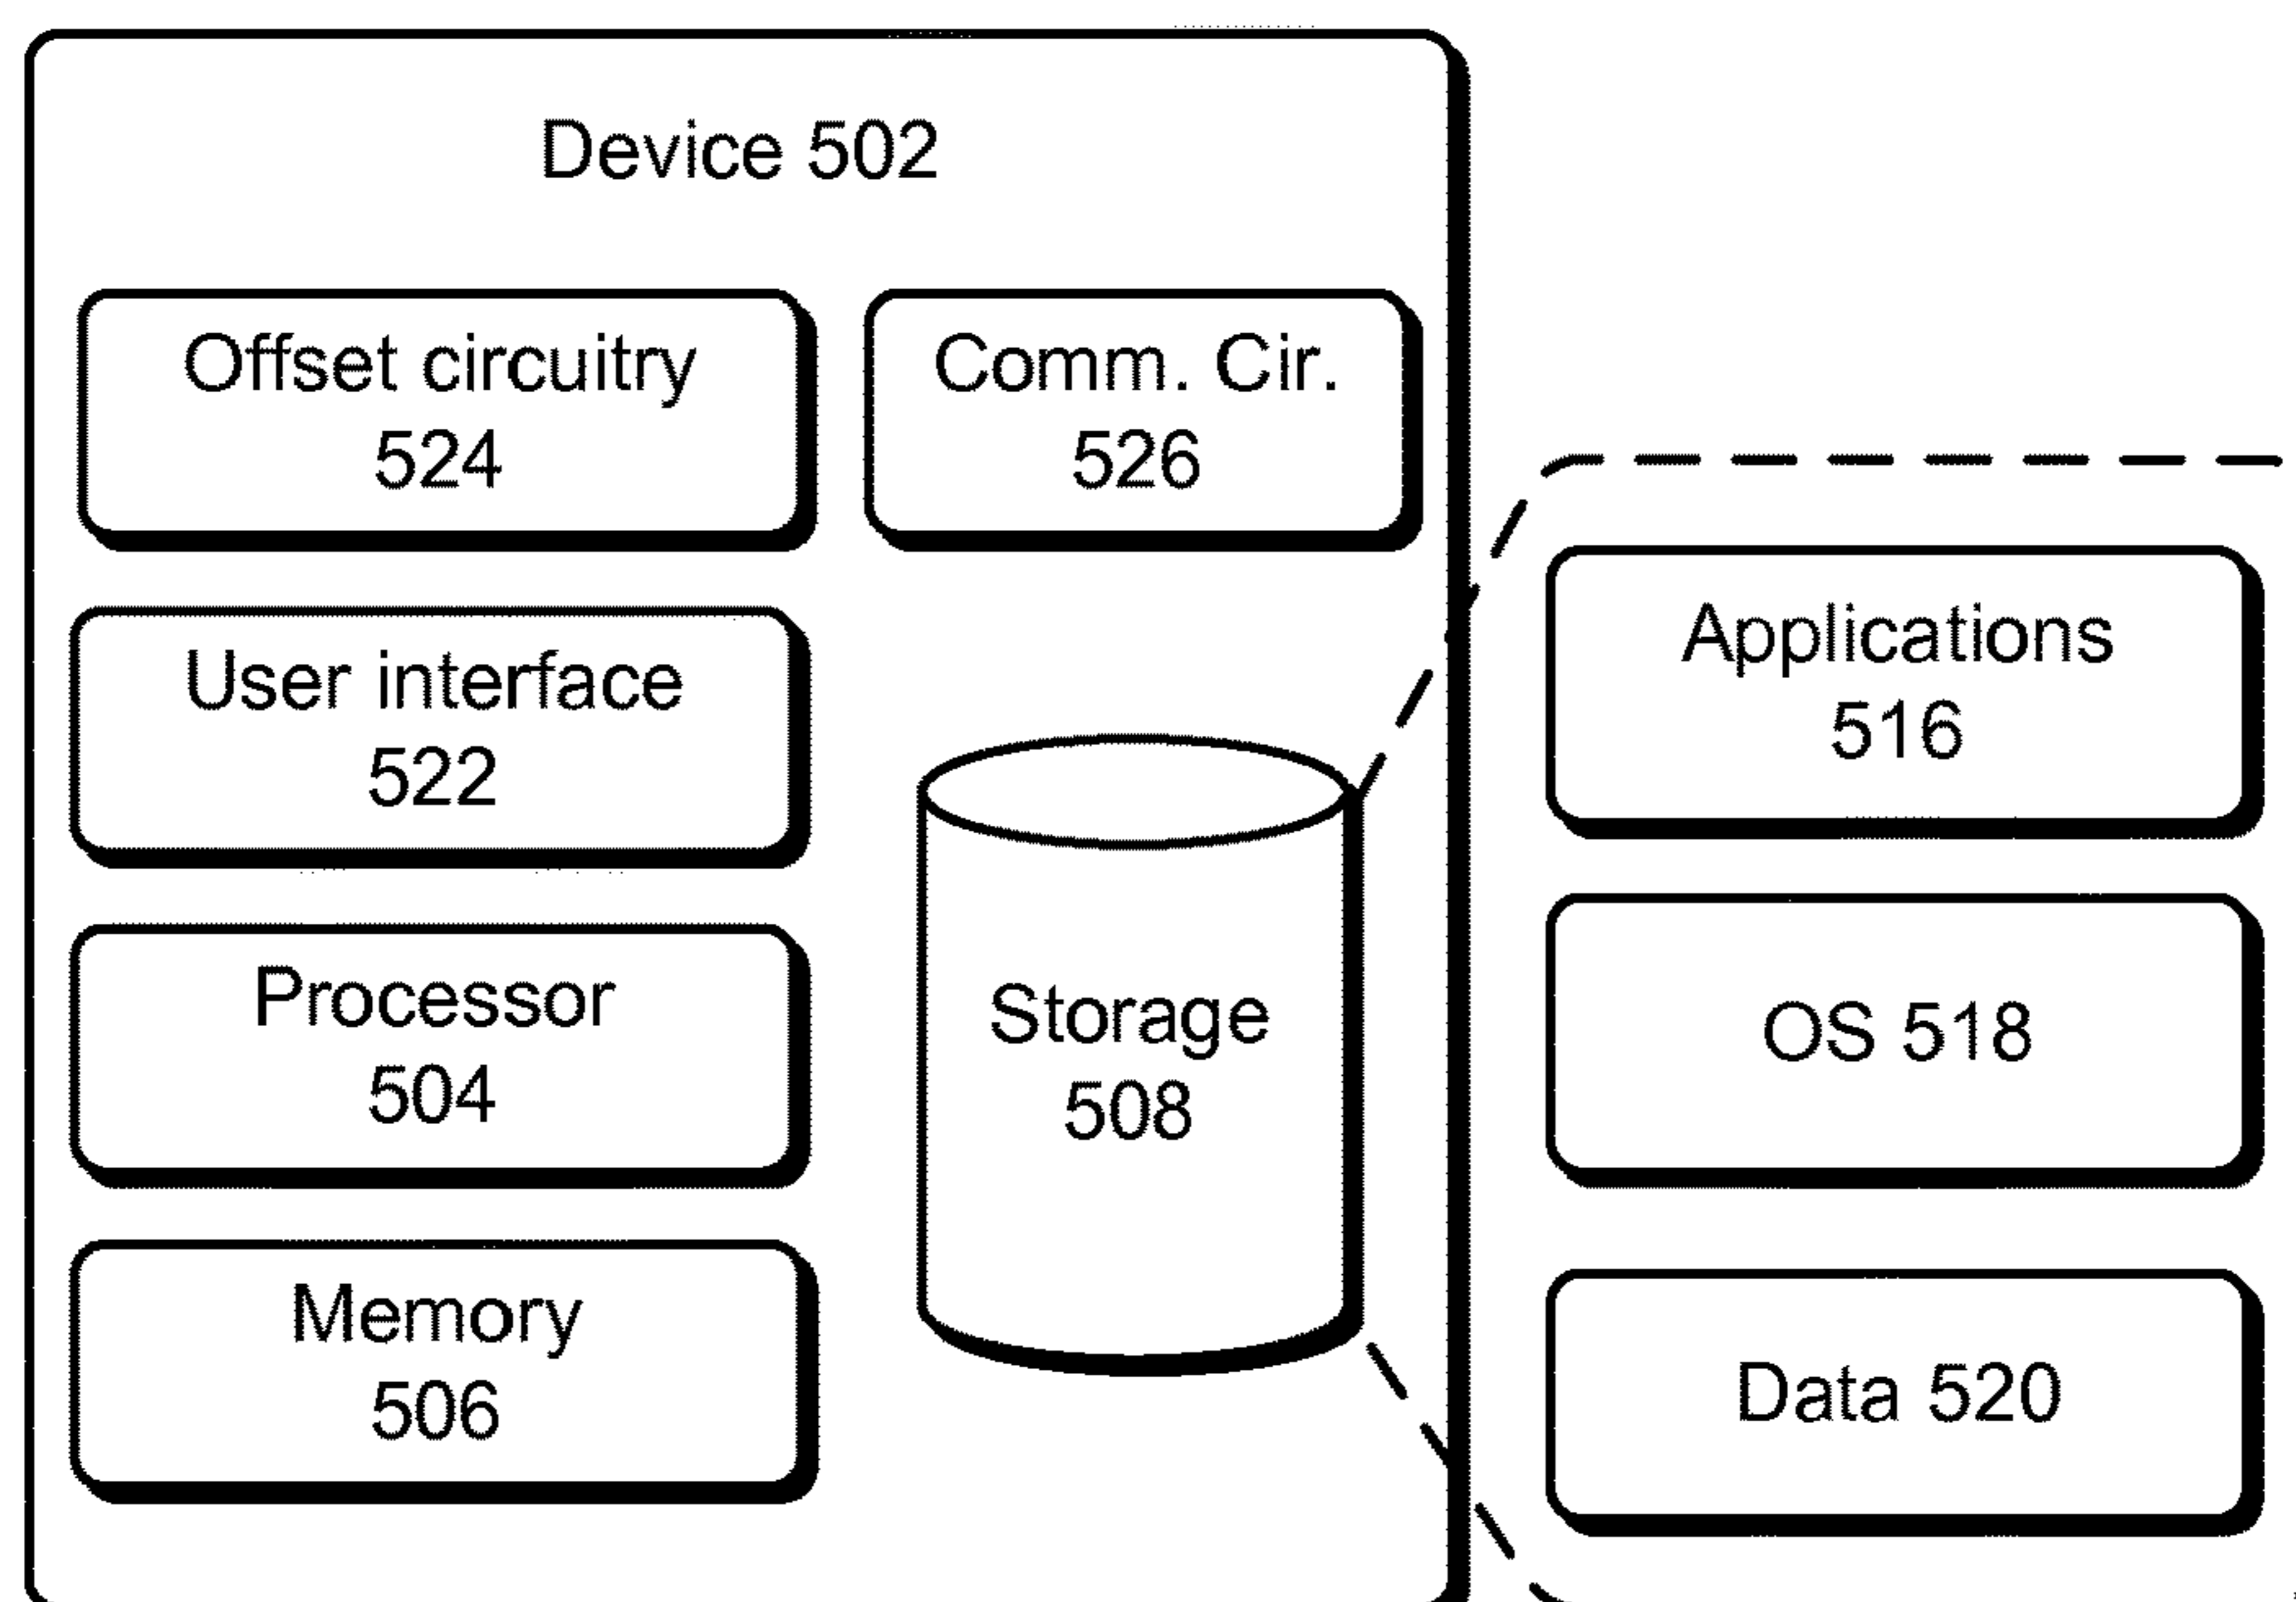 Device 502
Offset circuitry
524
Comm. Cir.
526
User interface
522
Processor
504
Memory
506
Storage
508
Applications
516
OS 518
Data 520